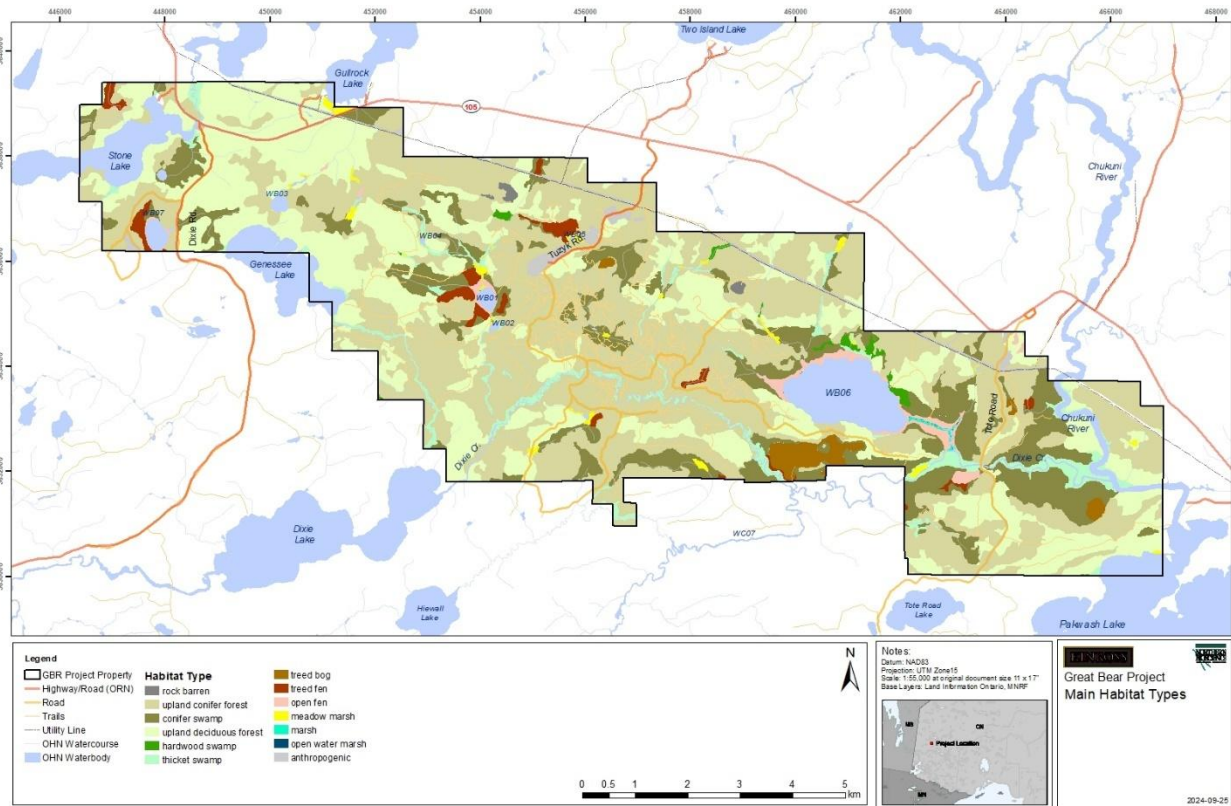 446000 448000 450000 452000 454000 456000 458000 460000 462000 464000 466000 468000
Two Island Lake
Gullrock
Lake
105
Stone
Lake
Chukuni
River
WB03
WB07
Dixie Rd.
WB04
WB05
Tuzyk Rd.
Genessee
Lake
WB01
WB02
WB06
Tote Road
Chukuni
River
Dixie Cr.
Dixie Cr.
Dixie
Lake
WC07
Hiewall
Lake
Tote Road
Lake
Pakwash Lake
Legend
GBR Project Property
Highway/Road (ORN)
Road
Trails
Utility Line
OHN Watercourse
OHN Waterbody
Habitat Type
rock barren
upland conifer forest
conifer swamp
upland deciduous forest
hardwood swamp
thicket swamp
treed bog
treed fen
open fen
meadow marsh
marsh
open water marsh
anthropogenic
N
0 0.5 1 2 3 4 5
km
Notes:
Datum: NAD83
Projection: UTM Zone15
Scale: 1:55,000 at original document size 11 x 17"
Base Layers: Land Information Ontario, MNRF
MB
ON
Project Location
MN
KINROSS
Great Bear Project
Main Habitat Types
2024-09-25